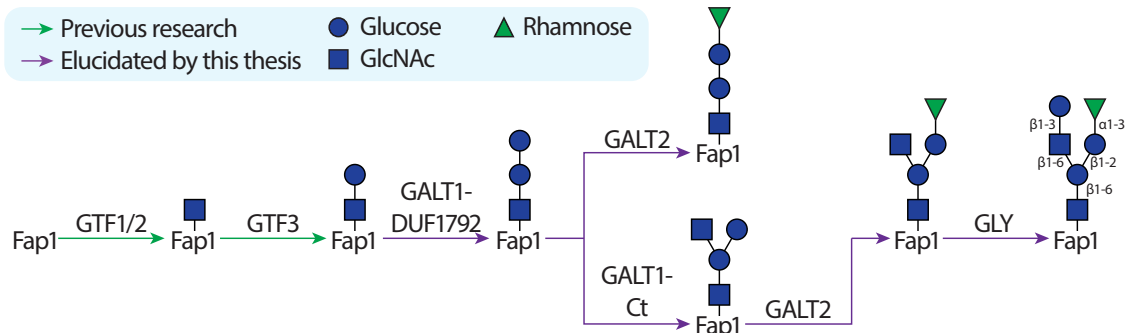 Previous research
Elucidated by this thesis
Glucose
GlcNAc
Rhamnose
Fap1
GTF1/2
Fap1
GTF3
Fap1
GALT1-
DUF1792
Fap1
GALT2
Fap1
GALT1-
Ct
Fap1
GALT2
Fap1
GLY
β1-3
α1-3
β1-6
β1-2
β1-6
Fap1